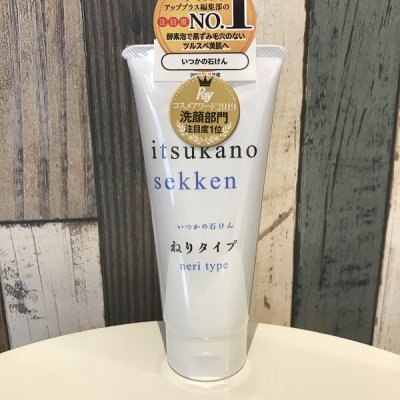 アッププラス編集部の
注目度
NO.1
酵素泡で黒ずみ毛穴のない
ツルスベ美肌へ
いつかの石けん
Ray
コスメアワード2019
洗顔部門
注目度1位
itsukano
sekken
いつかの石けん
ねりタイプ
neri type